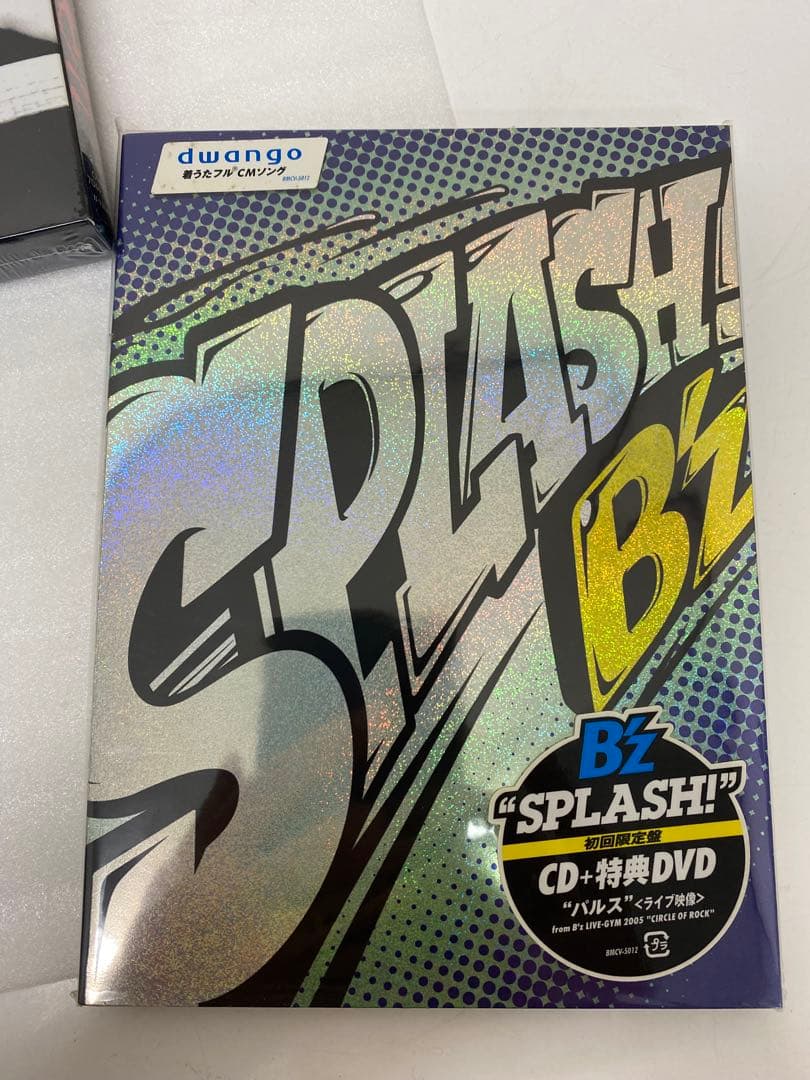 dwango
着うたフル CMソング
BMCV-5012
SPLASH!
B'z
B'z
"SPLASH!"
初回限定盤
CD+特典DVD
"パルス"<ライブ映像>
from B'z LIVE-GYM 2005 "CIRCLE OF ROCK"
BMCV-5012
プラ